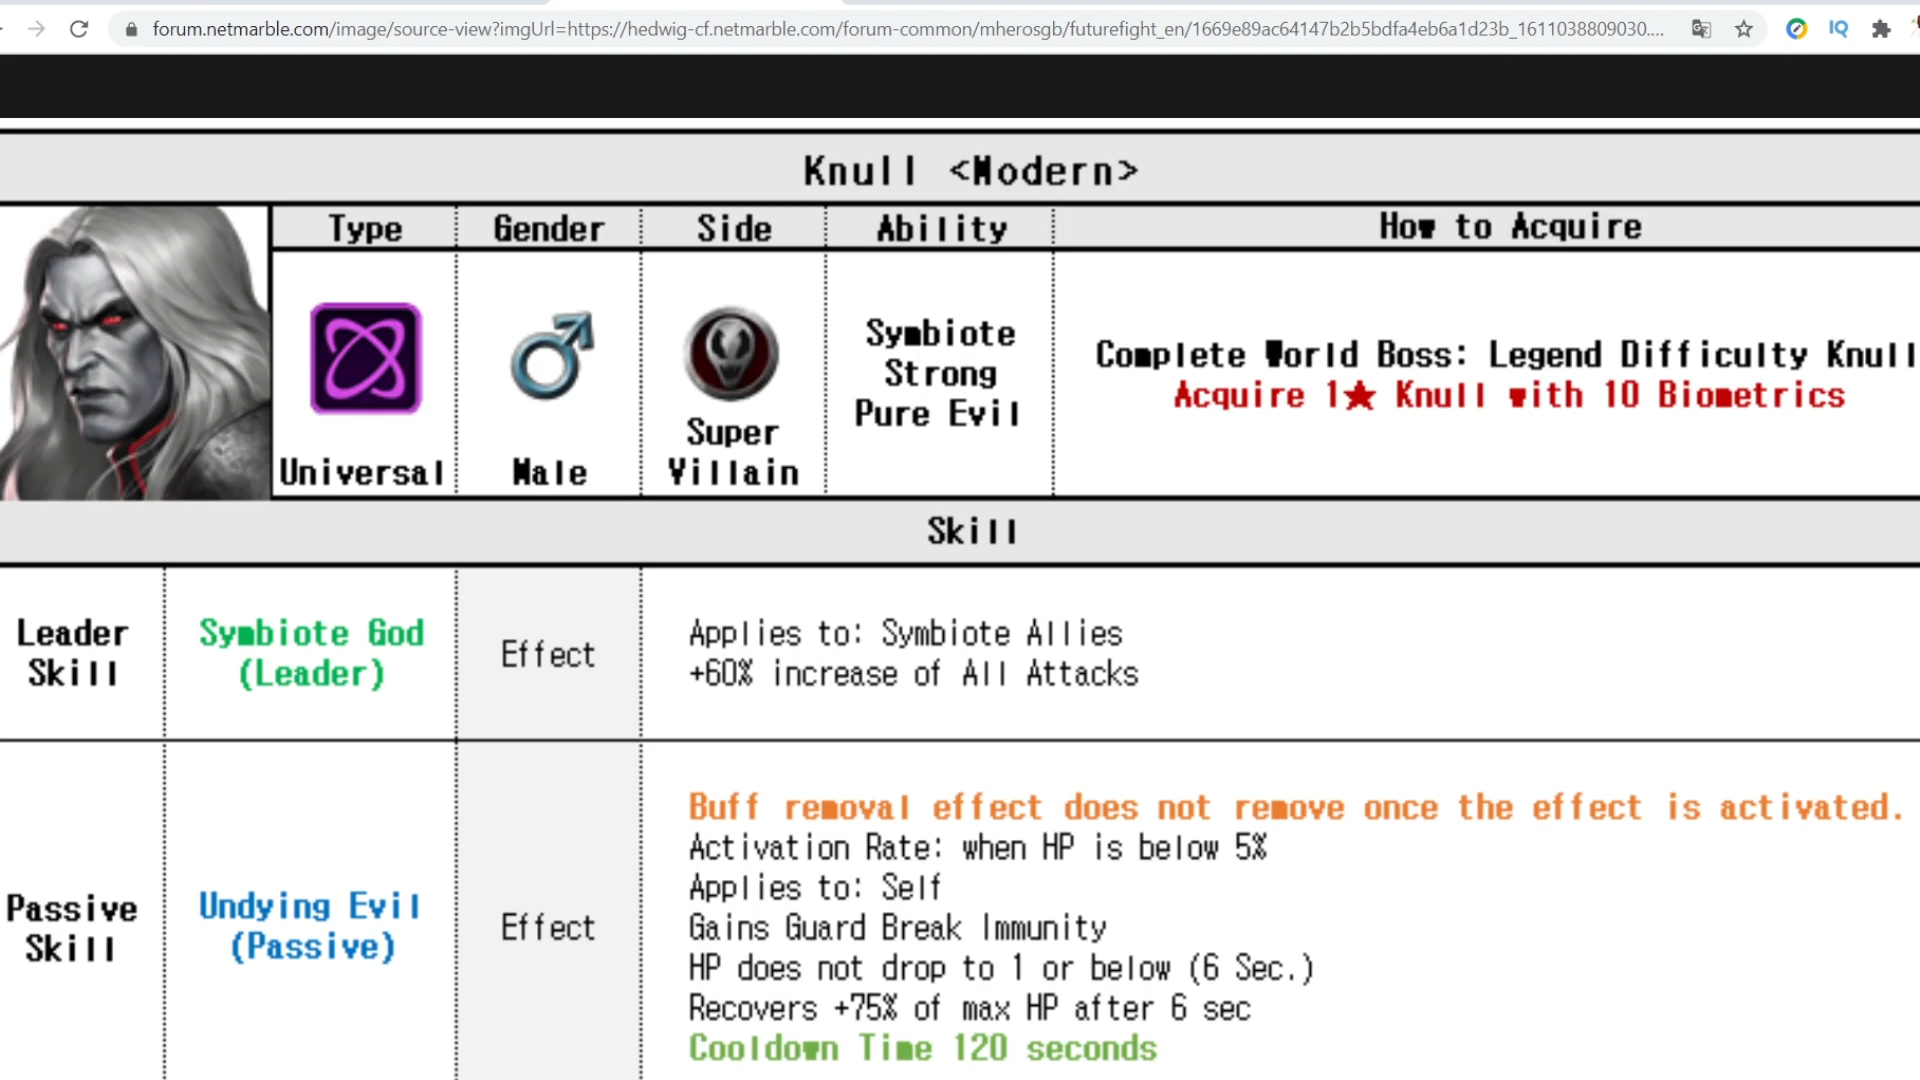 forum.netmarble.com/image/source-view?imgUrl=https://hedwig-cf.netmarble.com/forum-common/mherosgb/futurefight_en/1669e89ac64147b2b5bdfa4eb6a1d23b_1611038809030....
IQ
Knull <Modern>
Type Gender Side Ability How to Acquire
Universal
Male
Super
Villain
Symbiote
Strong
Pure Evil
Complete World Boss: Legend Difficulty Knull
Acquire 1★ Knull with 10 Biometrics
Skill
Leader
Skill
Symbiote God
(Leader)
Effect
Applies to: Symbiote Allies
+60% increase of All Attacks
Passive
Skill
Undying Evil
(Passive)
Effect
Buff removal effect does not remove once the effect is activated.
Activation Rate: when HP is below 5%
Applies to: Self
Gains Guard Break Immunity
HP does not drop to 1 or below (6 Sec.)
Recovers +75% of max HP after 6 sec
Cooldown Time 120 seconds